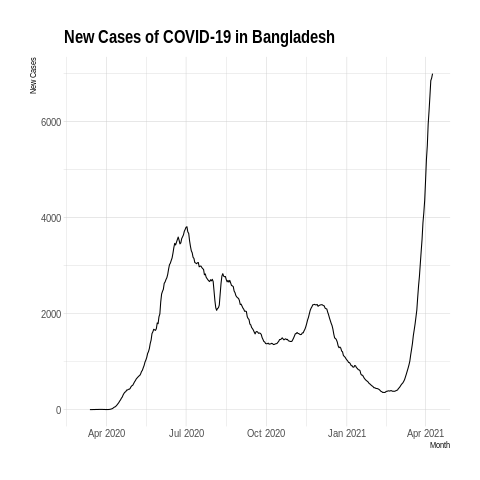 New Cases of COVID-19 in Bangladesh
New Cases
6000
4000
2000
0
Apr 2020 Jul 2020 Oct 2020 Jan 2021 Apr 2021
Month